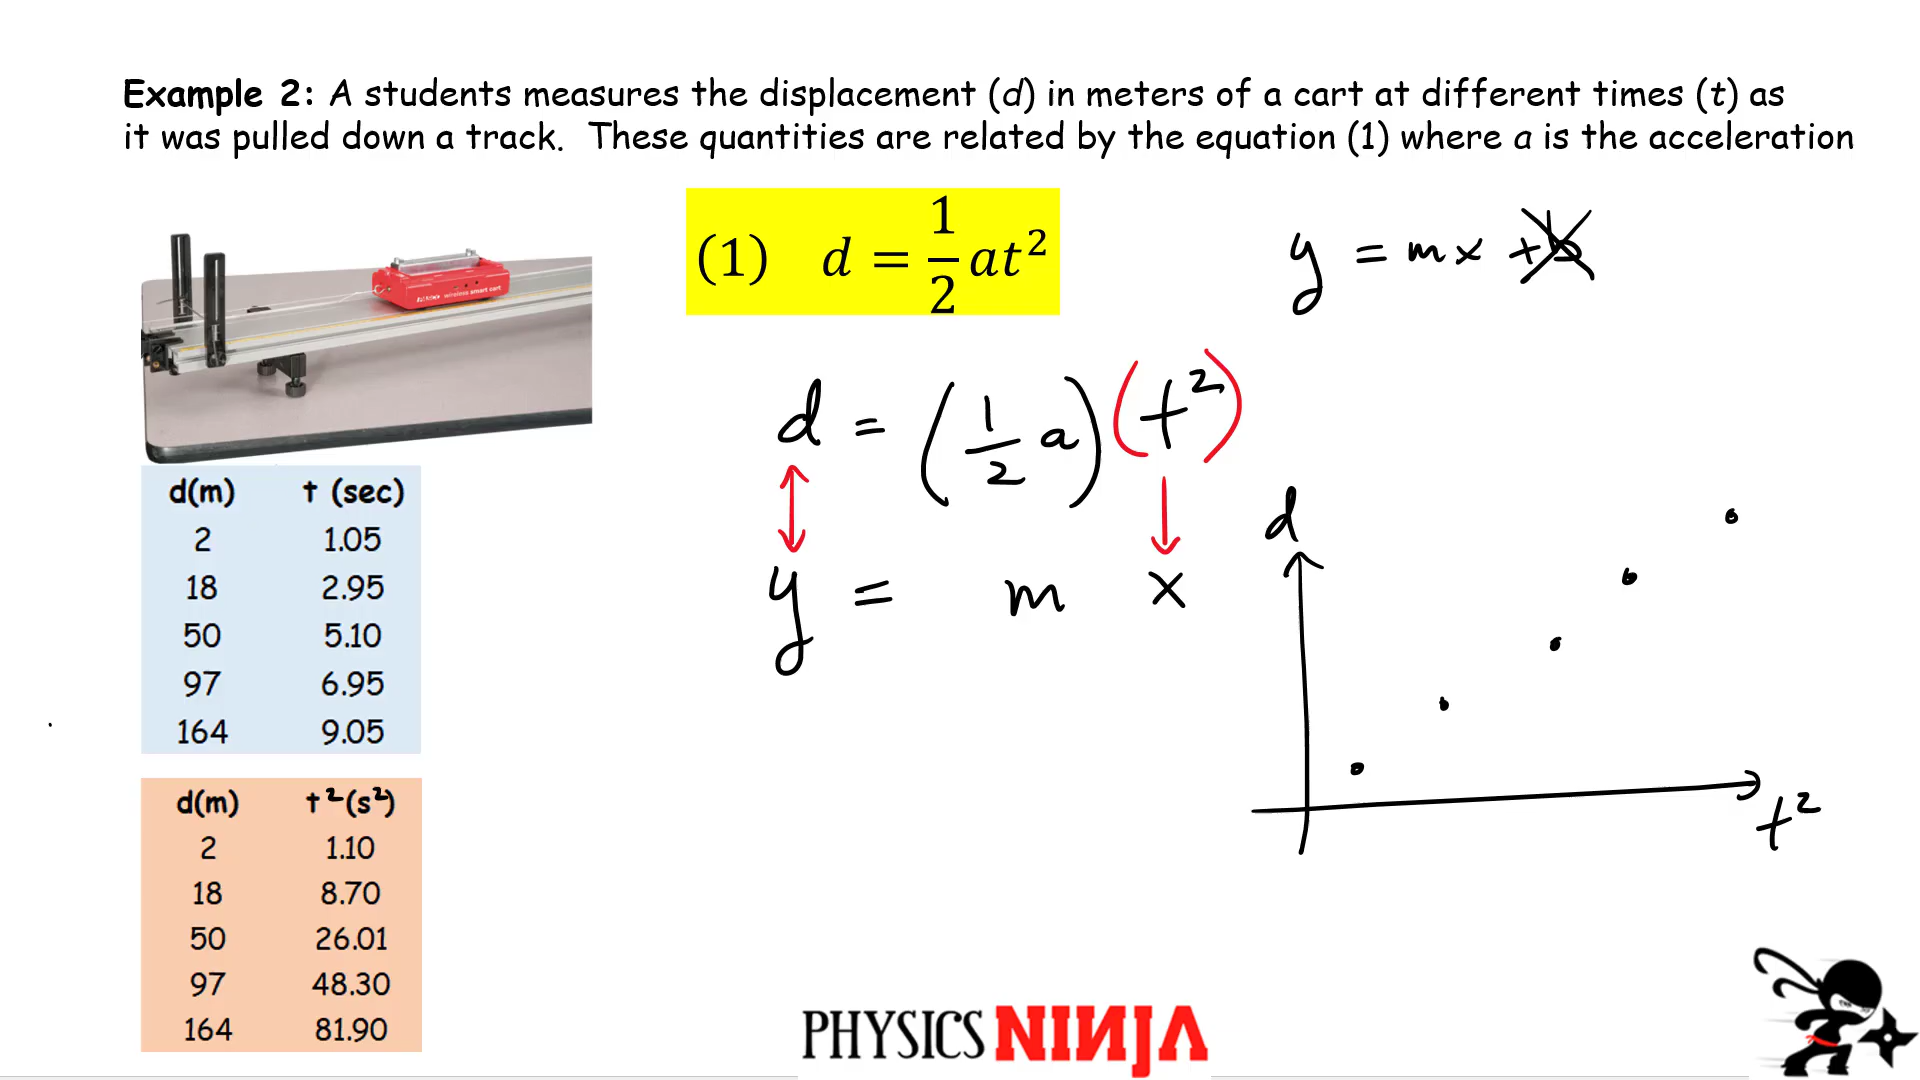 Example 2: A students measures the displacement (d) in meters of a cart at different times (t) as
it was pulled down a track. These quantities are related by the equation (1) where a is the acceleration
(1) d = 1/2 at²
y = mx + b
d = (1/2 a)(t²)
y = m x
d(m) t (sec)
2 1.05
18 2.95
50 5.10
97 6.95
164 9.05
d(m) t²(s²)
2 1.10
18 8.70
50 26.01
97 48.30
164 81.90
d
t²
PHYSICS NINJA
wireless smart cart